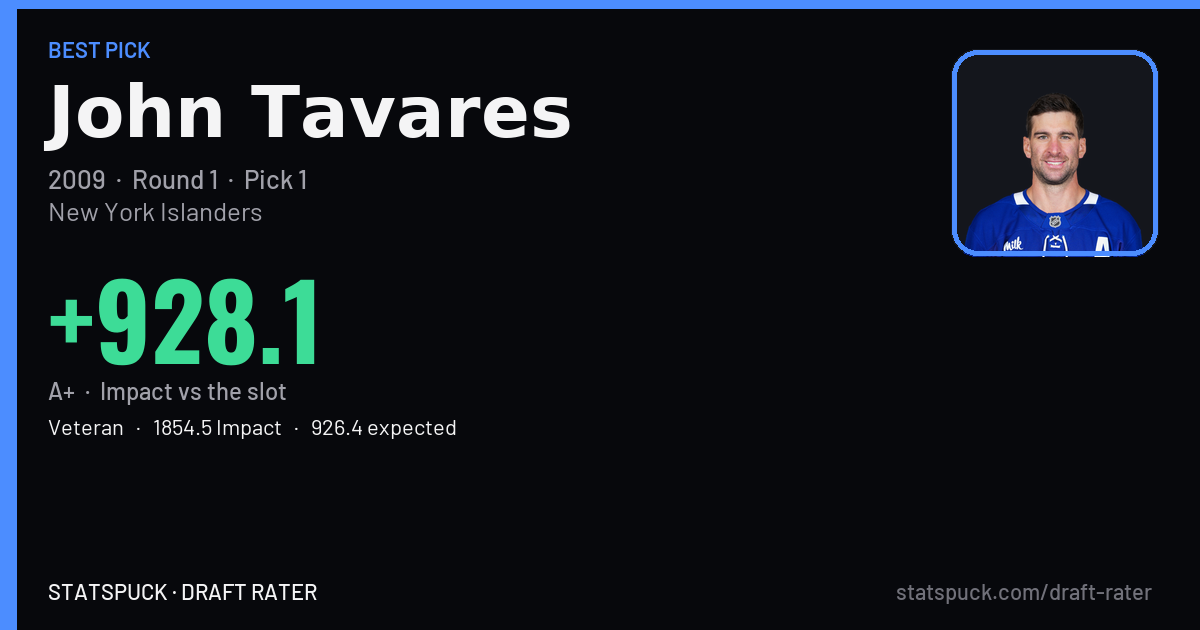 BEST PICK
John Tavares
2009 · Round 1 · Pick 1
New York Islanders
+928.1
A+ · Impact vs the slot
Veteran · 1854.5 Impact · 926.4 expected
Milk
A
STATSPUCK · DRAFT RATER
statspuck.com/draft-rater